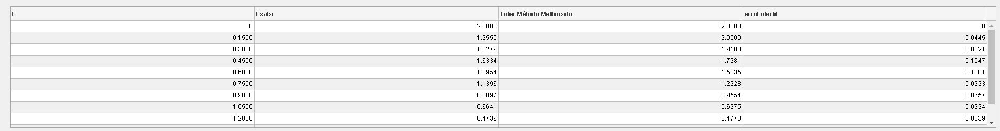 t Exata Euler Método Melhorado erroEulerM
0 2.0000 2.0000 0
0.1500 1.9555 2.0000 0.0445
0.3000 1.8279 1.9100 0.0821
0.4500 1.6334 1.7381 0.1047
0.6000 1.3954 1.5035 0.1081
0.7500 1.1396 1.2328 0.0933
0.9000 0.8897 0.9554 0.0657
1.0500 0.6641 0.6975 0.0334
1.2000 0.4739 0.4778 0.0039